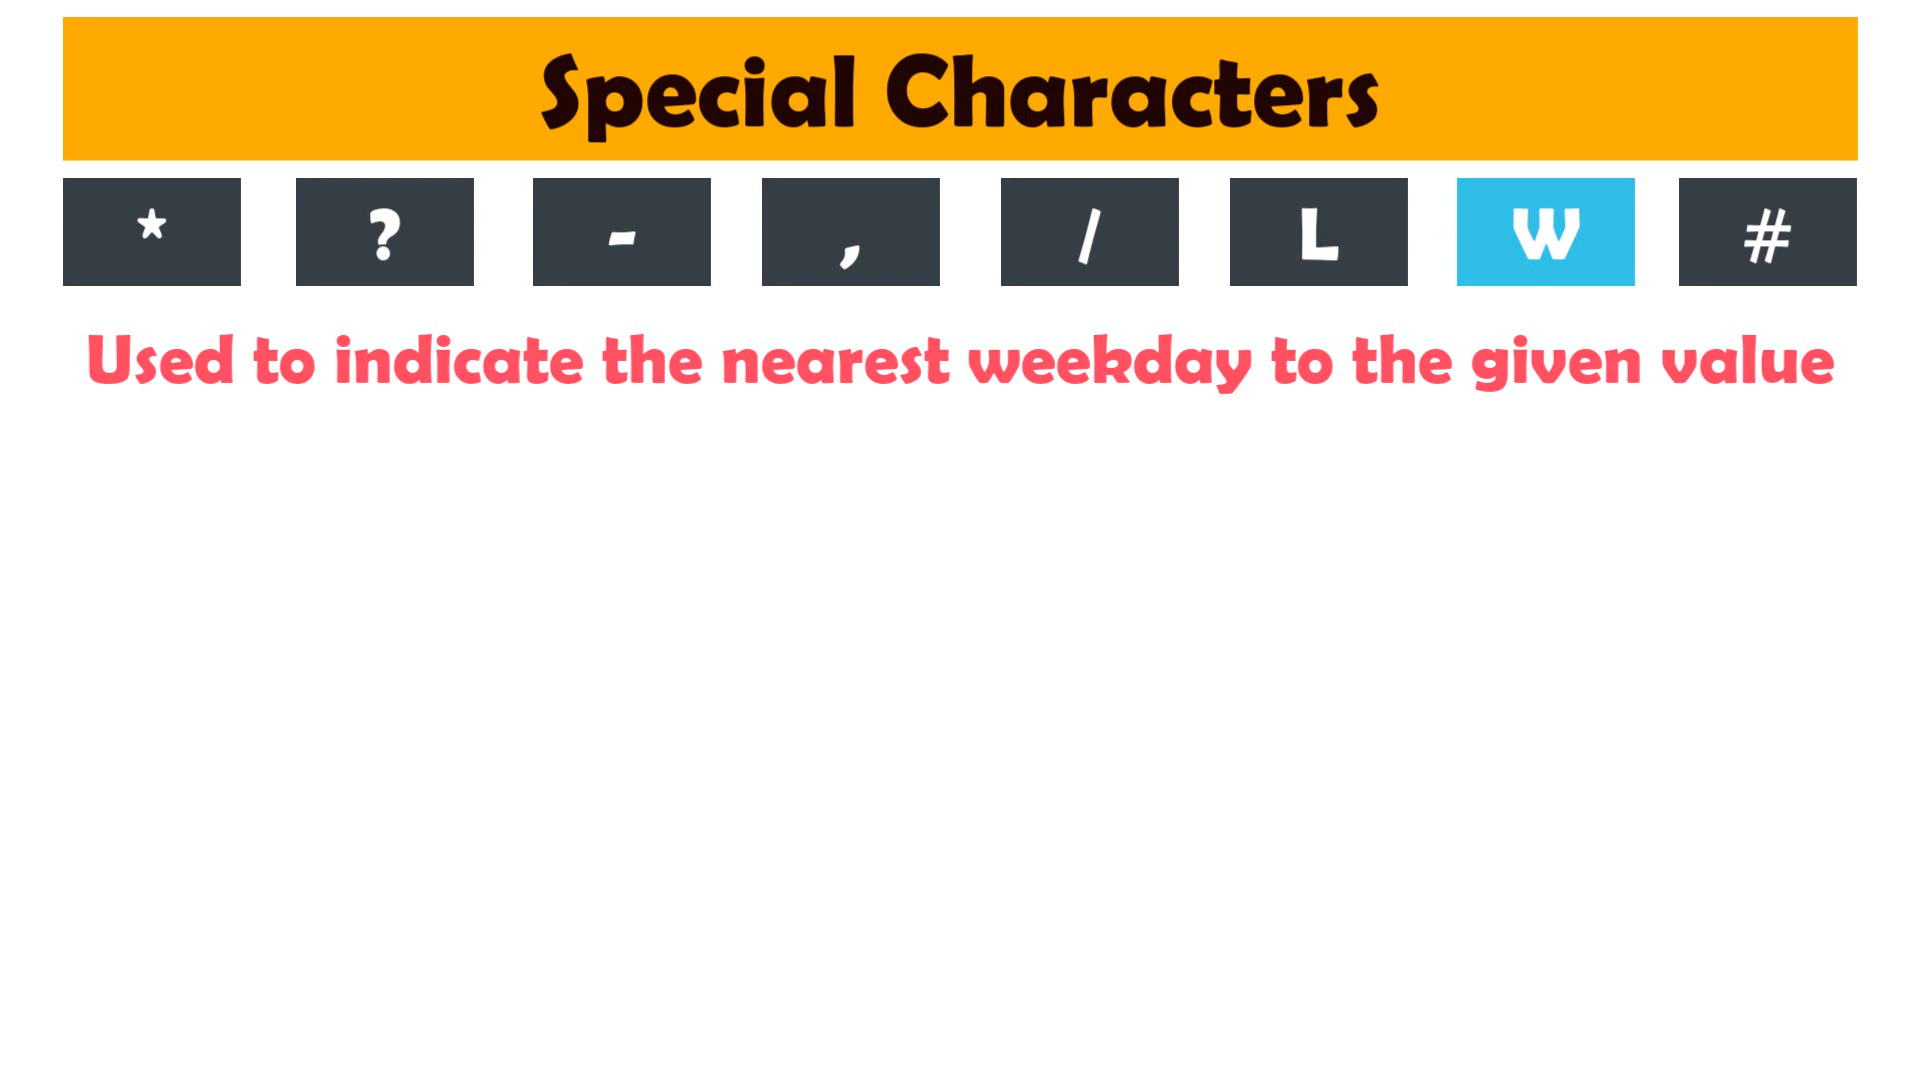 Special Characters
* ? - , / L W #
Used to indicate the nearest weekday to the given value